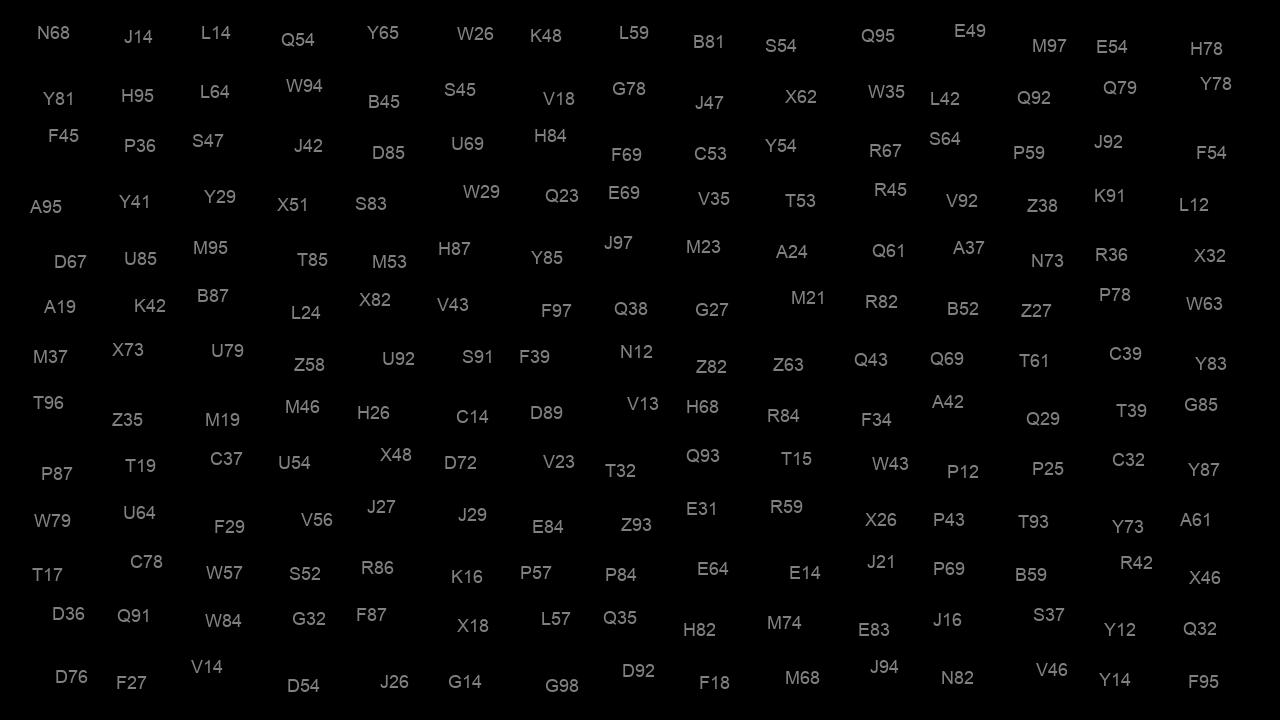 N68 J14 L14 Q54 Y65 W26 K48 L59 B81 S54 Q95 E49 M97 E54 H78
Y81 H95 L64 W94 B45 S45 V18 G78 J47 X62 W35 L42 Q92 Q79 Y78
F45 P36 S47 J42 D85 U69 H84 F69 C53 Y54 R67 S64 P59 J92 F54
A95 Y41 Y29 X51 S83 W29 Q23 E69 V35 T53 R45 V92 Z38 K91 L12
D67 U85 M95 T85 M53 H87 Y85 J97 M23 A24 Q61 A37 N73 R36 X32
A19 K42 B87 L24 X82 V43 F97 Q38 G27 M21 R82 B52 Z27 P78 W63
M37 X73 U79 Z58 U92 S91 F39 N12 Z82 Z63 Q43 Q69 T61 C39 Y83
T96 Z35 M19 M46 H26 C14 D89 V13 H68 R84 F34 A42 Q29 T39 G85
P87 T19 C37 U54 X48 D72 V23 T32 Q93 T15 W43 P12 P25 C32 Y87
W79 U64 F29 V56 J27 J29 E84 Z93 E31 R59 X26 P43 T93 Y73 A61
T17 C78 W57 S52 R86 K16 P57 P84 E64 E14 J21 P69 B59 R42 X46
D36 Q91 W84 G32 F87 X18 L57 Q35 H82 M74 E83 J16 S37 Y12 Q32
D76 F27 V14 D54 J26 G14 G98 D92 F18 M68 J94 N82 V46 Y14 F95